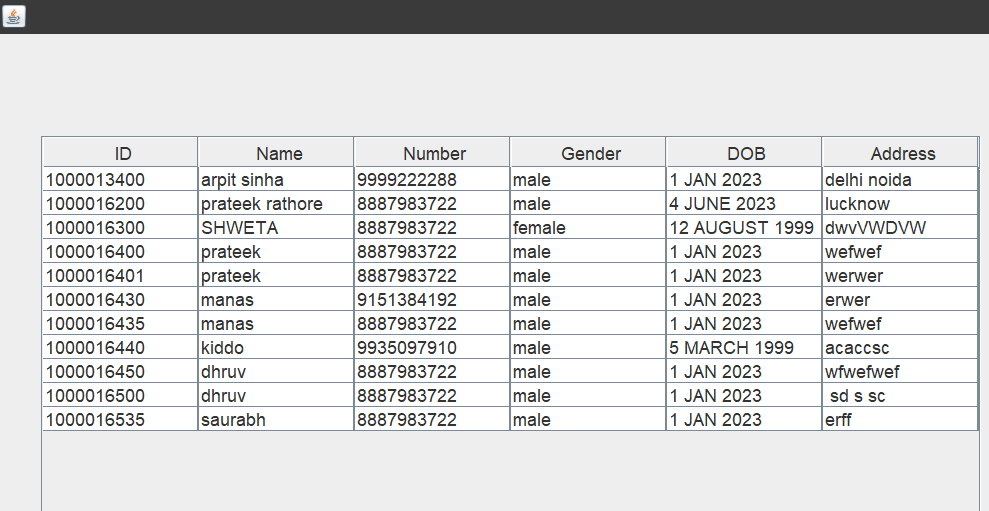 ID Name Number Gender DOB Address
1000013400 arpit sinha 9999222288 male 1 JAN 2023 delhi noida
1000016200 prateek rathore 8887983722 male 4 JUNE 2023 lucknow
1000016300 SHWETA 8887983722 female 12 AUGUST 1999 dwvVWDVW
1000016400 prateek 8887983722 male 1 JAN 2023 wefwef
1000016401 prateek 8887983722 male 1 JAN 2023 werwer
1000016430 manas 9151384192 male 1 JAN 2023 erwer
1000016435 manas 8887983722 male 1 JAN 2023 wefwef
1000016440 kiddo 9935097910 male 5 MARCH 1999 acaccsc
1000016450 dhruv 8887983722 male 1 JAN 2023 wfwefwef
1000016500 dhruv 8887983722 male 1 JAN 2023 sd s sc
1000016535 saurabh 8887983722 male 1 JAN 2023 erff